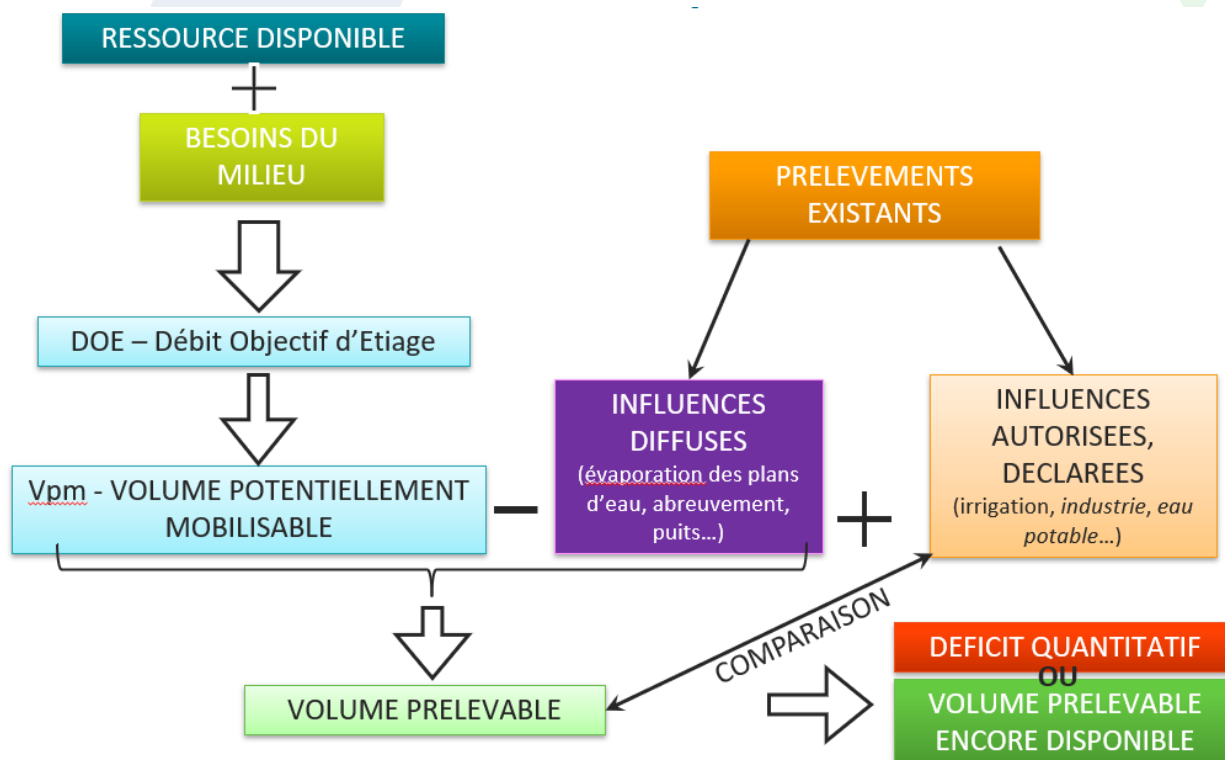 RESSOURCE DISPONIBLE
+
BESOINS DU
MILIEU
PRELEVEMENTS
EXISTANTS
DOE – Débit Objectif d’Etiage
Vpm - VOLUME POTENTIELLEMENT
MOBILISABLE
–
INFLUENCES
DIFFUSES
(évaporation des plans
d’eau, abreuvement,
puits…)
+
INFLUENCES
AUTORISEES,
DECLAREES
(irrigation, industrie, eau
potable…)
COMPARAISON
VOLUME PRELEVABLE
DEFICIT QUANTITATIF
OU
VOLUME PRELEVABLE
ENCORE DISPONIBLE